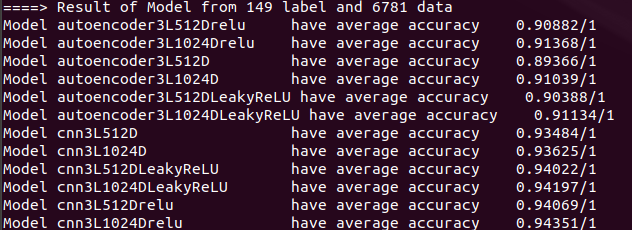 ====> Result of Model from 149 label and 6781 data
Model autoencoder3L512Drelu have average accuracy 0.90882/1
Model autoencoder3L1024Drelu have average accuracy 0.91368/1
Model autoencoder3L512D have average accuracy 0.89366/1
Model autoencoder3L1024D have average accuracy 0.91039/1
Model autoencoder3L512DLeakyReLU have average accuracy 0.90388/1
Model autoencoder3L1024DLeakyReLU have average accuracy 0.91134/1
Model cnn3L512D have average accuracy 0.93484/1
Model cnn3L1024D have average accuracy 0.93625/1
Model cnn3L512DLeakyReLU have average accuracy 0.94022/1
Model cnn3L1024DLeakyReLU have average accuracy 0.94197/1
Model cnn3L512Drelu have average accuracy 0.94069/1
Model cnn3L1024Drelu have average accuracy 0.94351/1